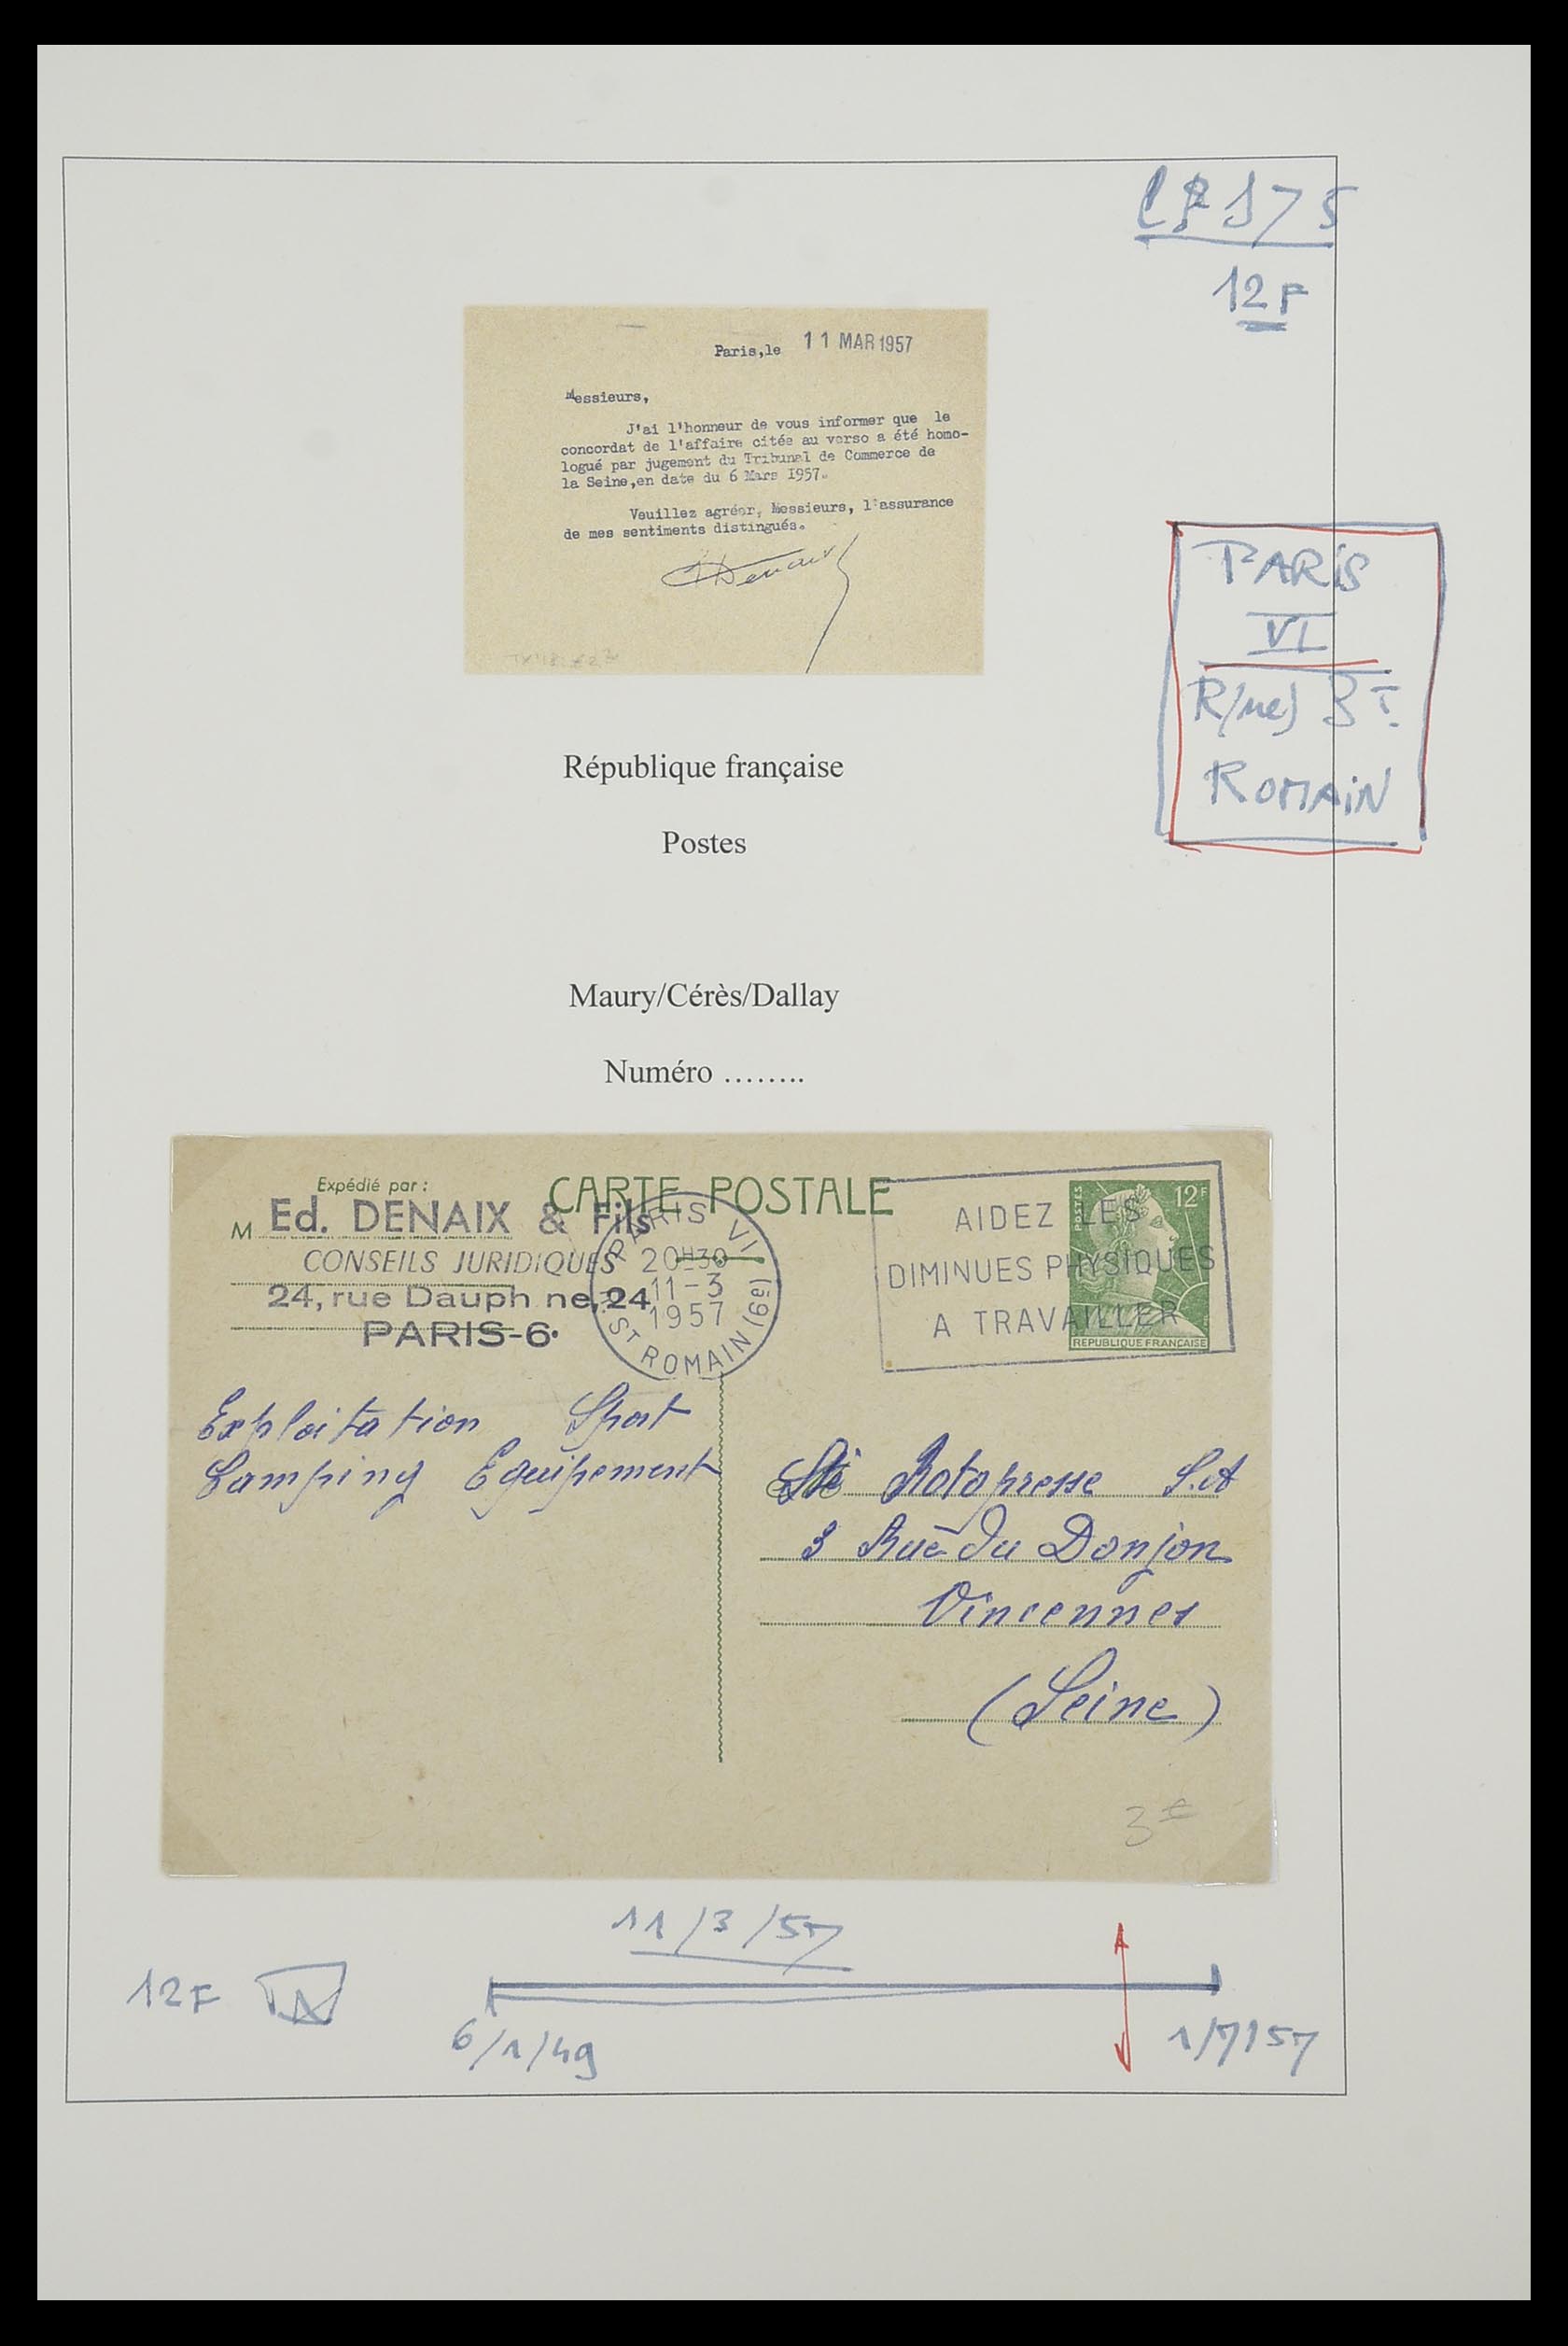 CP 175
12F
Paris,le 11 MAR 1957
Messieurs,
J'ai l'honneur de vous informer que le
concordat de l'affaire citée au verso a été homo-
logué par jugement du Tribunal de Commerce de
la Seine,en date du 6 Mars 1957.
Veuillez agréer, Messieurs, l'assurance
de mes sentiments distingués.
Denaix
PARiS
VI
R(ue) ST
ROMAiN
République française
Postes
Maury/Cérès/Dallay
Numéro ........
Expédié par :
CARTE POSTALE
M Ed. DENAIX & Fils
CONSEILS JURIDIQUES
24, rue Dauph ne, 24
PARIS-6e
PARIS VI
20H30
11-3
1957
R. ST ROMAIN (6e)
AIDEZ LES
DIMINUES PHYSIQUES
A TRAVAILLER
POSTES
12F
REPUBLIQUE FRANÇAISE
Exploitation Sport
Camping Equipement
Sté Rotopresse S.A
3 Rue du Donjon
Vincennes
(Seine)
3€
11/3/57
12F
6/1/49
1/7/57